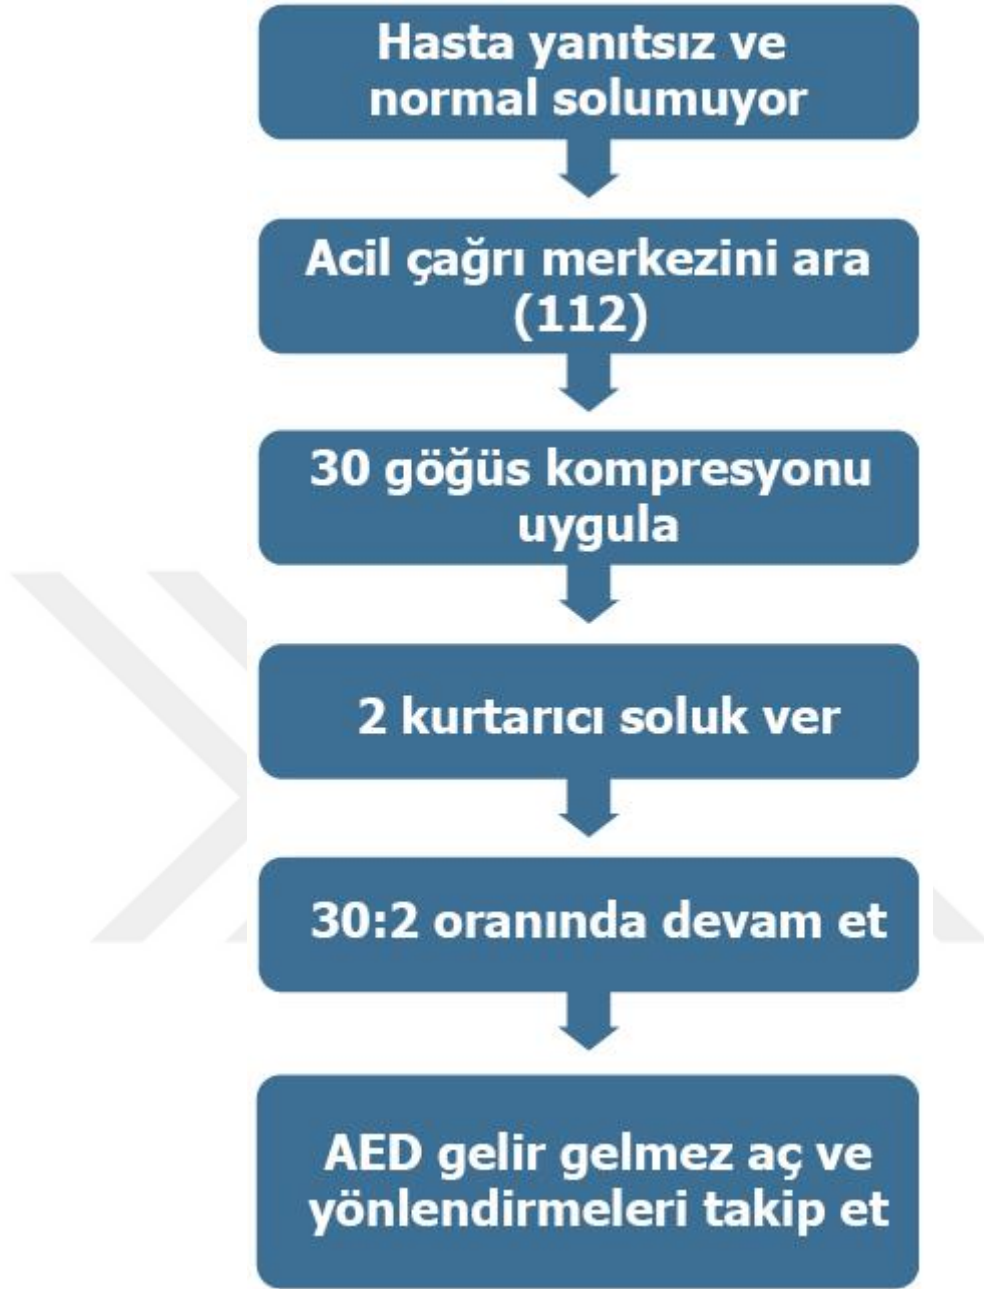 Hasta yanıtsız ve
normal solumuyor
Acil çağrı merkezini ara
(112)
30 göğüs kompresyonu
uygula
2 kurtarıcı soluk ver
30:2 oranında devam et
AED gelir gelmez aç ve
yönlendirmeleri takip et